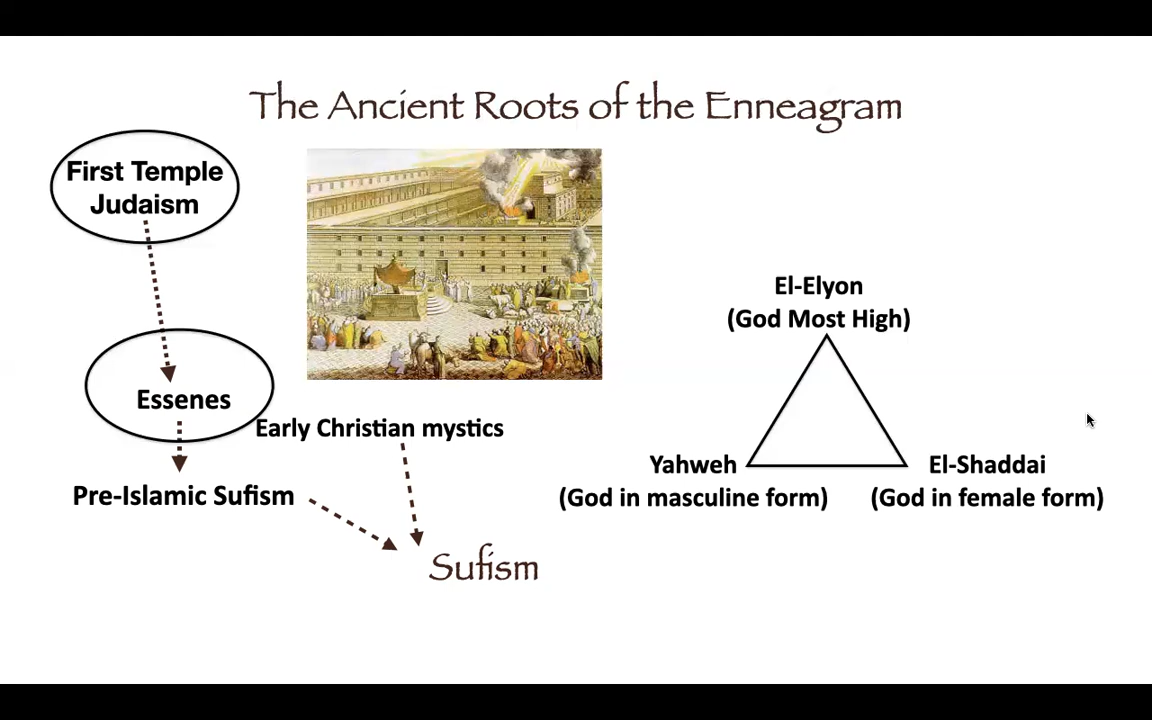 The Ancient Roots of the Enneagram
First Temple
Judaism
Essenes
Early Christian mystics
Pre-Islamic Sufism
Sufism
El-Elyon
(God Most High)
Yahweh
(God in masculine form)
El-Shaddai
(God in female form)